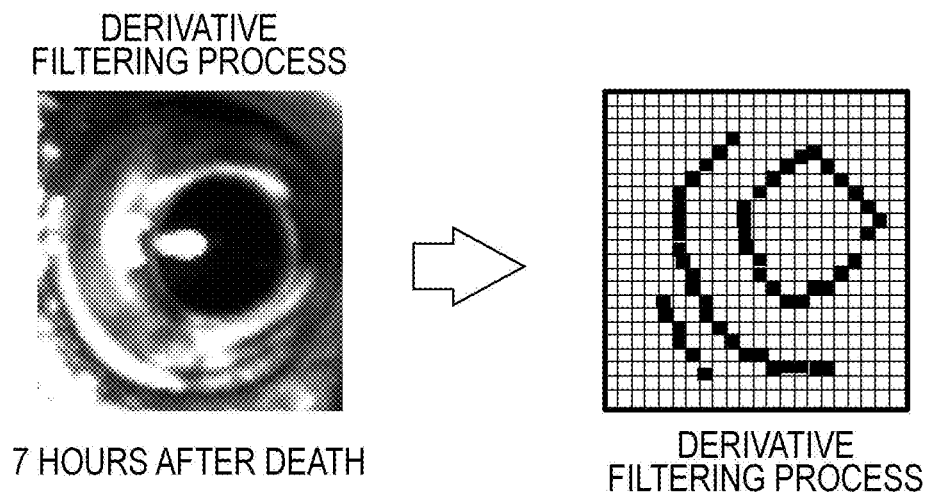 DERIVATIVE
FILTERING PROCESS
7 HOURS AFTER DEATH
DERIVATIVE
FILTERING PROCESS